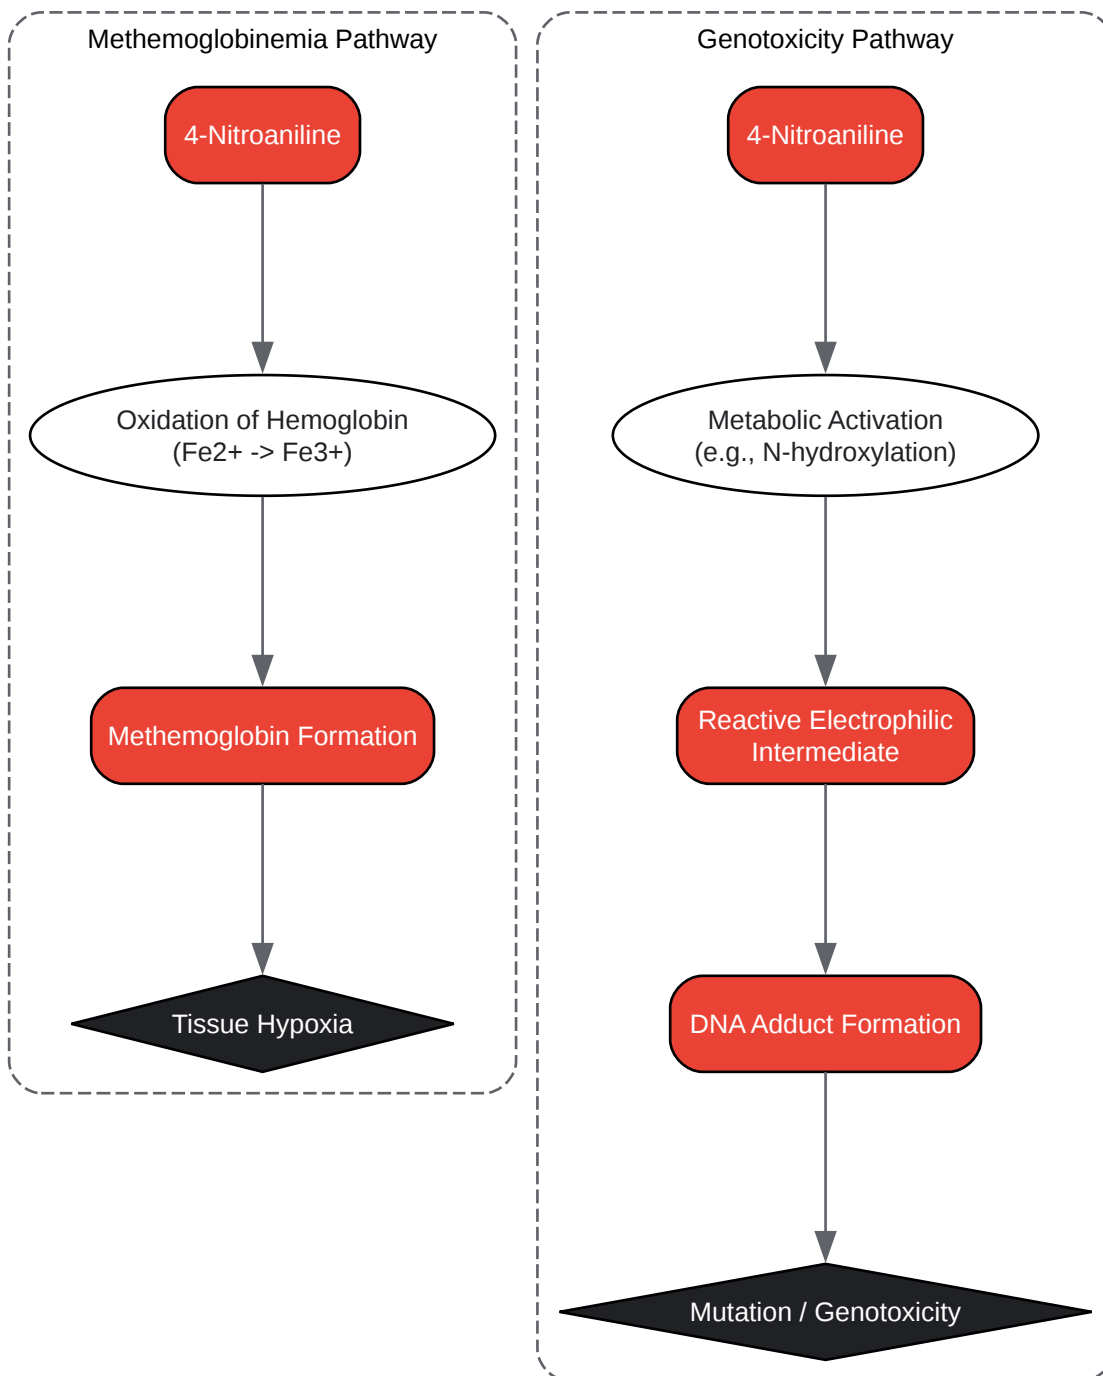 Methemoglobinemia Pathway
4-Nitroaniline
Oxidation of Hemoglobin
(Fe2+ -> Fe3+)
Methemoglobin Formation
Tissue Hypoxia
Genotoxicity Pathway
4-Nitroaniline
Metabolic Activation
(e.g., N-hydroxylation)
Reactive Electrophilic
Intermediate
DNA Adduct Formation
Mutation / Genotoxicity